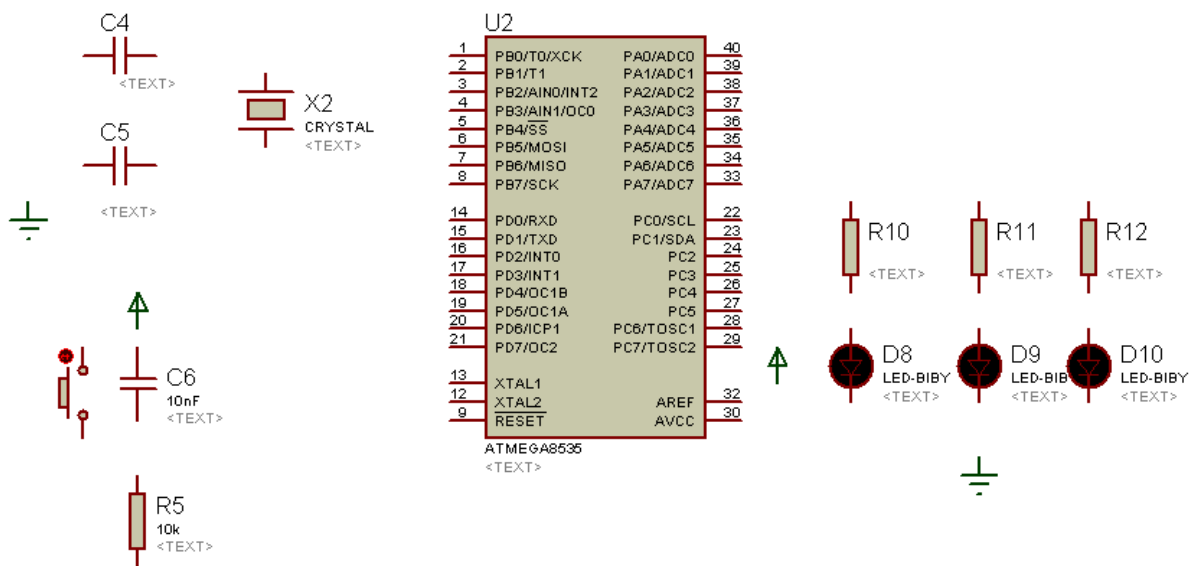 C4
<TEXT>
C5
<TEXT>
X2
CRYSTAL
<TEXT>
U2
1 PB0/T0/XCK PA0/ADC0 40
2 PB1/T1 PA1/ADC1 39
3 PB2/AIN0/INT2 PA2/ADC2 38
4 PB3/AIN1/OC0 PA3/ADC3 37
5 PB4/SS PA4/ADC4 36
6 PB5/MOSI PA5/ADC5 35
7 PB6/MISO PA6/ADC6 34
8 PB7/SCK PA7/ADC7 33
14 PD0/RXD PC0/SCL 22
15 PD1/TXD PC1/SDA 23
16 PD2/INT0 PC2 24
17 PD3/INT1 PC3 25
18 PD4/OC1B PC4 26
19 PD5/OC1A PC5 27
20 PD6/ICP1 PC6/TOSC1 28
21 PD7/OC2 PC7/TOSC2 29
13 XTAL1
12 XTAL2 AREF 32
9 RESET AVCC 30
ATMEGA8535
<TEXT>
R10
<TEXT>
R11
<TEXT>
R12
<TEXT>
D8
LED-BIBY
<TEXT>
D9
LED-BIB
<TEXT>
D10
LED-BIBY
<TEXT>
C6
10nF
<TEXT>
R5
10k
<TEXT>